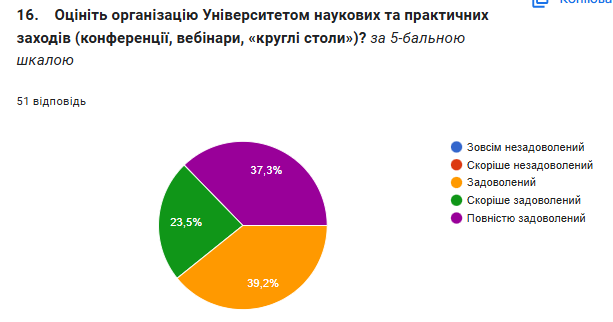 16. Оцініть організацію Університетом наукових та практичних
заходів (конференції, вебінари, «круглі столи»)? за 5-бальною
шкалою
51 відповідь
37,3%
23,5%
39,2%
Зовсім незадоволений
Скоріше незадоволений
Задоволений
Скоріше задоволений
Повністю задоволений